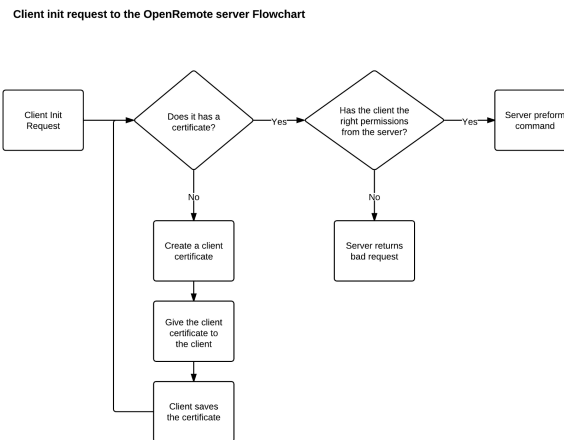 Client init request to the OpenRemote server Flowchart
Client Init
Request
Does it has a
certificate?
Yes
Has the client the
right permissions
from the server?
Yes
Server preform
command
No
No
Create a client
certificate
Server returns
bad request
Give the client
certificate to
the client
Client saves
the certificate